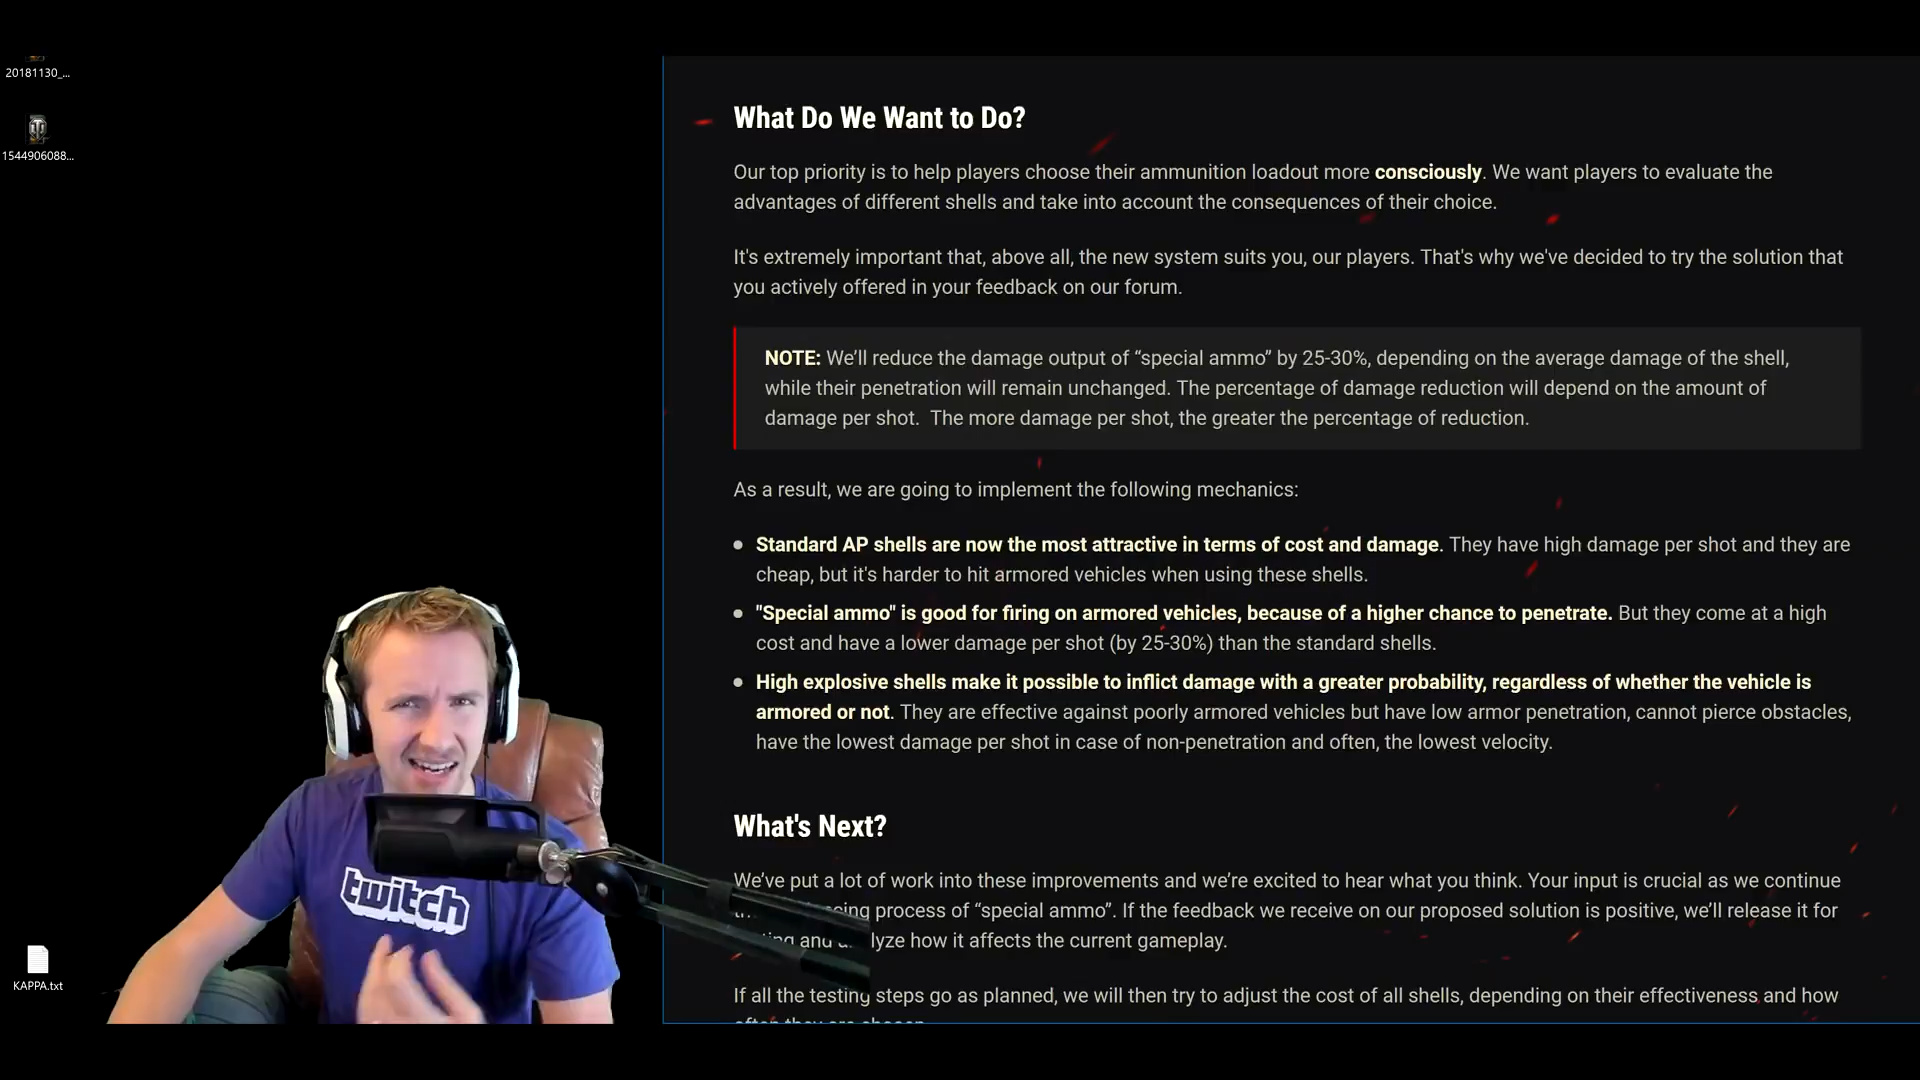 20181130_...
1544906088...
What Do We Want to Do?
Our top priority is to help players choose their ammunition loadout more consciously. We want players to evaluate the
advantages of different shells and take into account the consequences of their choice.
It's extremely important that, above all, the new system suits you, our players. That's why we've decided to try the solution that
you actively offered in your feedback on our forum.
NOTE: We’ll reduce the damage output of “special ammo” by 25-30%, depending on the average damage of the shell,
while their penetration will remain unchanged. The percentage of damage reduction will depend on the amount of
damage per shot.  The more damage per shot, the greater the percentage of reduction.
As a result, we are going to implement the following mechanics:
Standard AP shells are now the most attractive in terms of cost and damage. They have high damage per shot and they are
cheap, but it's harder to hit armored vehicles when using these shells.
"Special ammo" is good for firing on armored vehicles, because of a higher chance to penetrate. But they come at a high
cost and have a lower damage per shot (by 25-30%) than the standard shells.
High explosive shells make it possible to inflict damage with a greater probability, regardless of whether the vehicle is
armored or not. They are effective against poorly armored vehicles but have low armor penetration, cannot pierce obstacles,
have the lowest damage per shot in case of non-penetration and often, the lowest velocity.
What's Next?
We’ve put a lot of work into these improvements and we’re excited to hear what you think. Your input is crucial as we continue
process of “special ammo”. If the feedback we receive on our proposed solution is positive, we’ll release it for
and how it affects the current gameplay.
If all the testing steps go as planned, we will then try to adjust the cost of all shells, depending on their effectiveness and how
twitch
KAPPA.txt